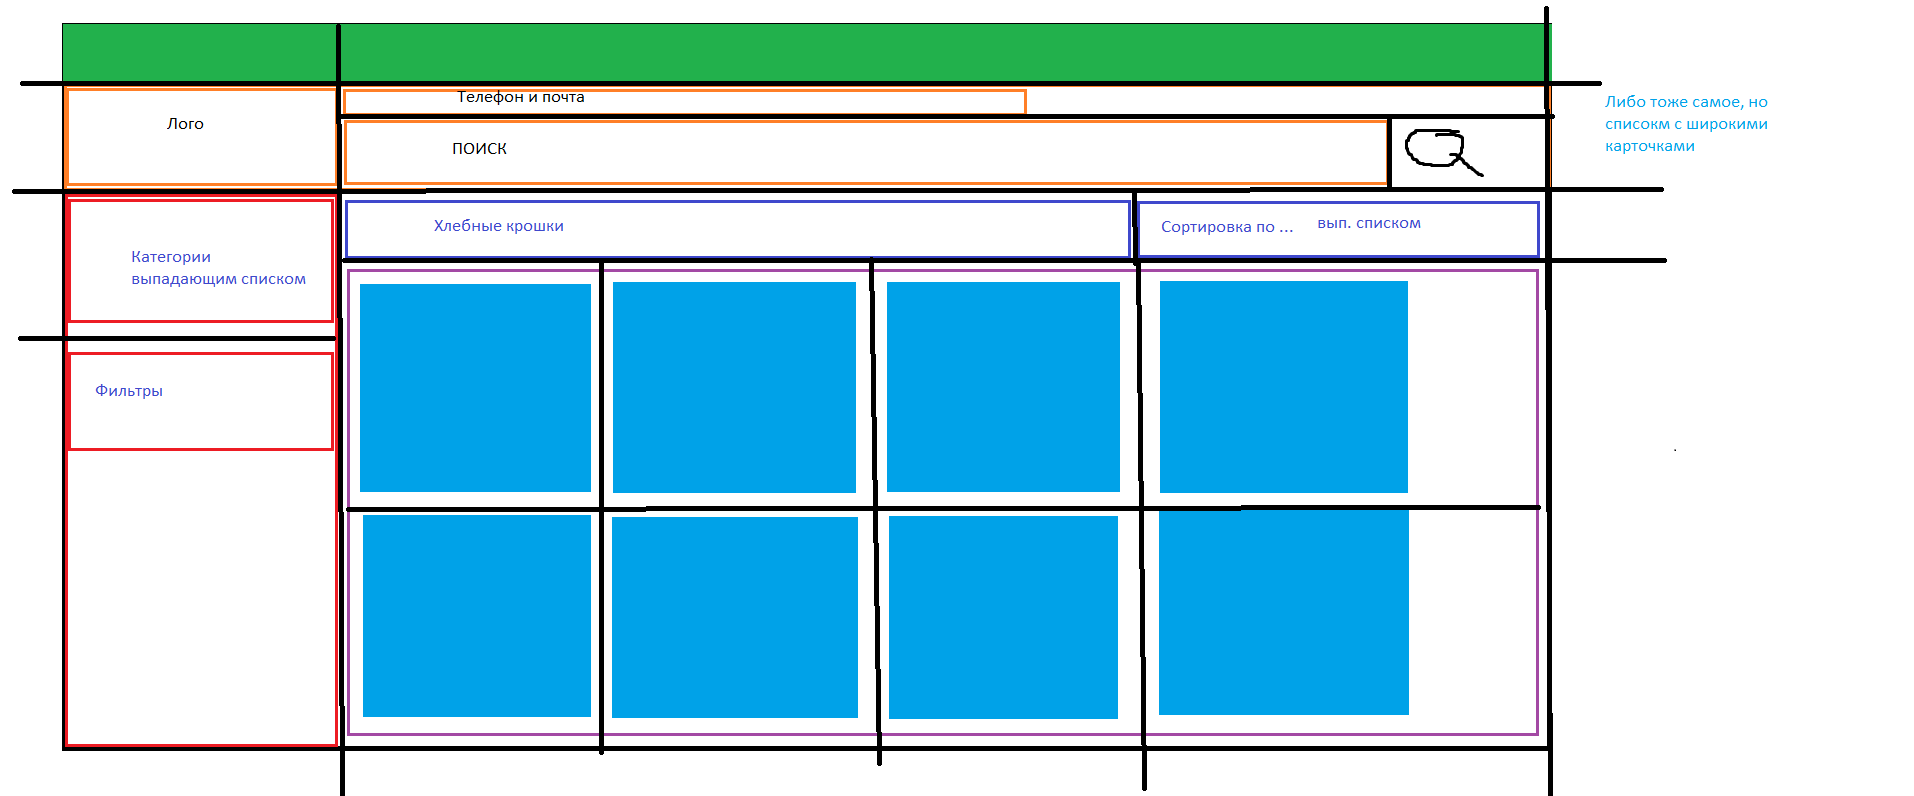 Телефон и почта
Лого
ПОИСК
Либо тоже самое, но
списокм с широкими
карточками
Хлебные крошки
Сортировка по ...
вып. списком
Категории
выпадающим списком
Фильтры